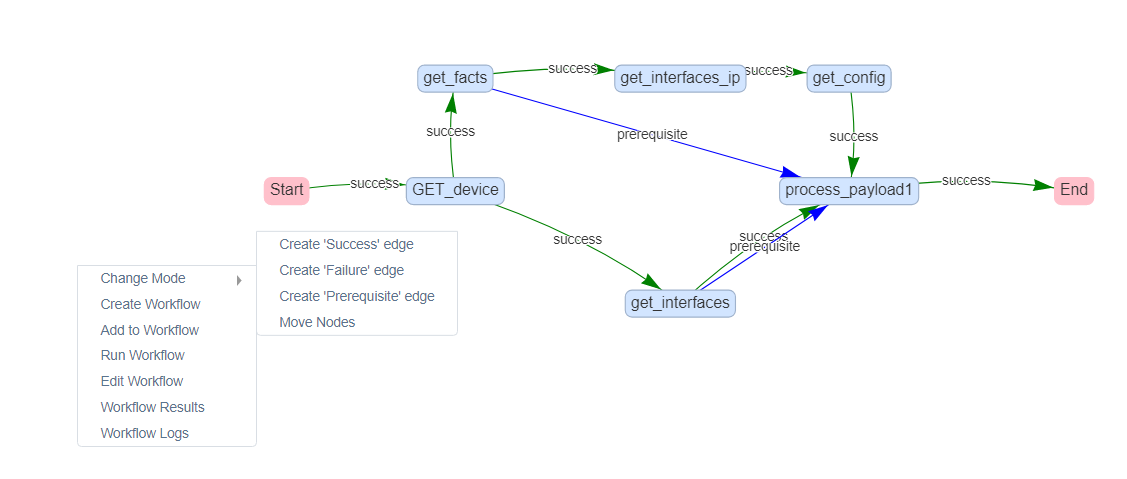 get_facts
success
get_interfaces_ip
success
get_config
success
prerequisite
success
Start
success
GET_device
process_payload1
success
End
success
success
prerequisite
get_interfaces
Change Mode
Create Workflow
Add to Workflow
Run Workflow
Edit Workflow
Workflow Results
Workflow Logs
Create 'Success' edge
Create 'Failure' edge
Create 'Prerequisite' edge
Move Nodes